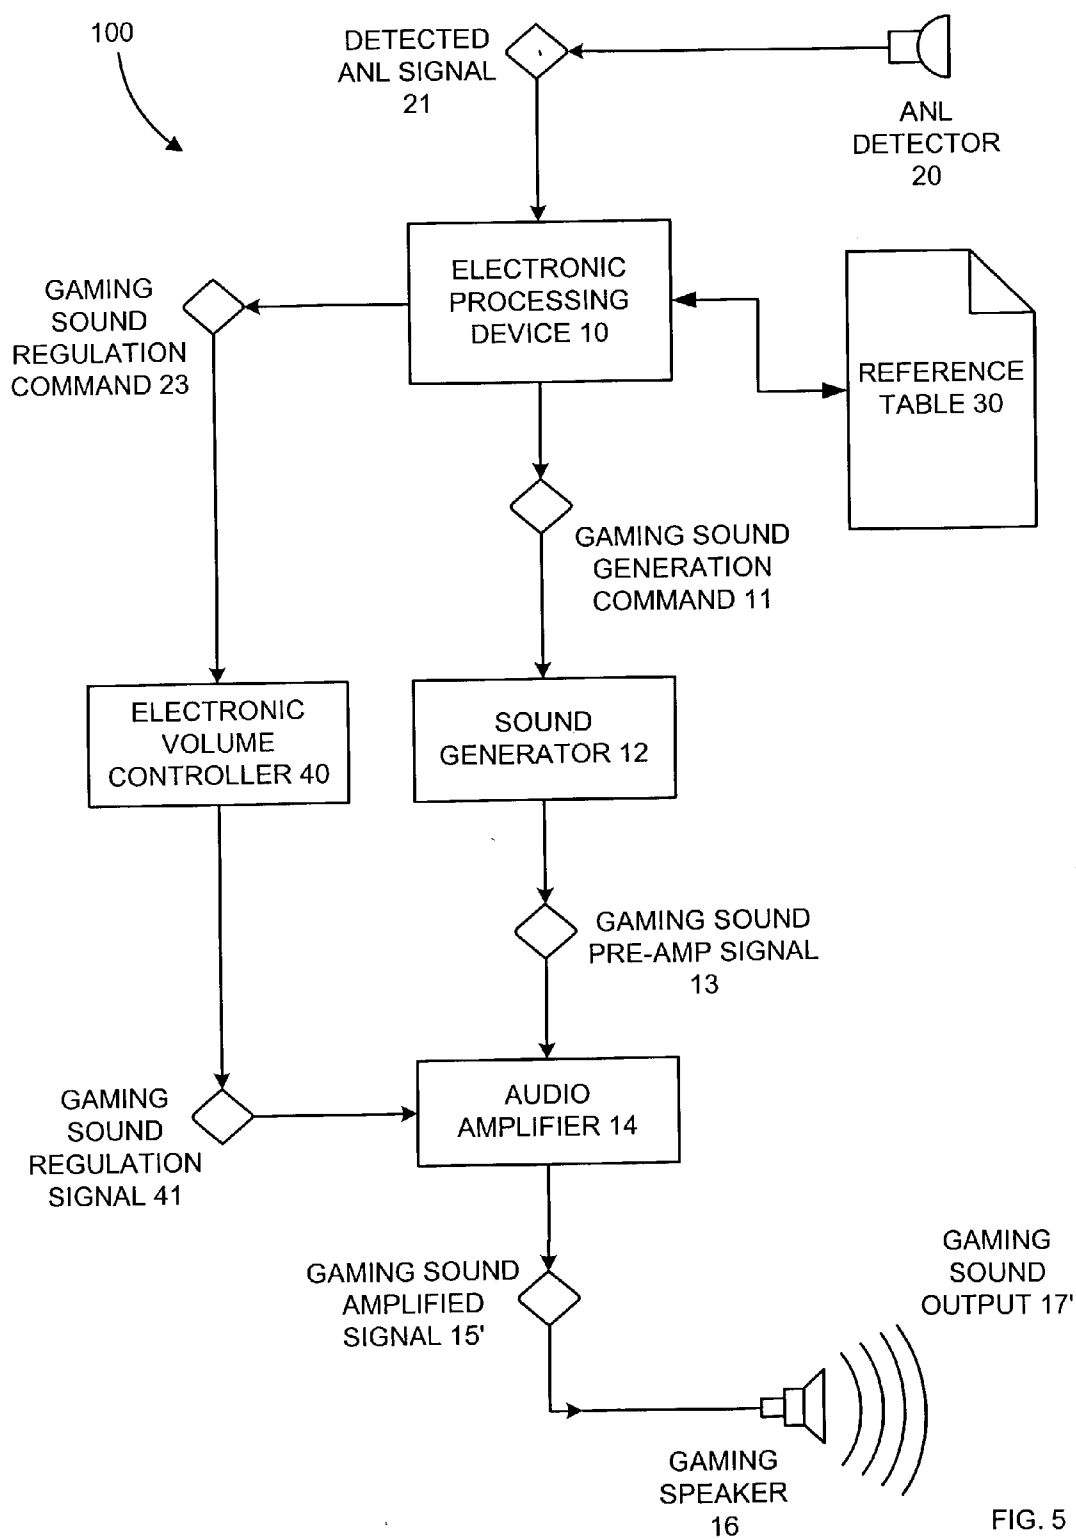 100
DETECTED
ANL SIGNAL
21
ANL
DETECTOR
20
ELECTRONIC
PROCESSING
DEVICE 10
GAMING
SOUND
REGULATION
COMMAND 23
REFERENCE
TABLE 30
GAMING SOUND
GENERATION
COMMAND 11
ELECTRONIC
VOLUME
CONTROLLER 40
SOUND
GENERATOR 12
GAMING SOUND
PRE-AMP SIGNAL
13
AUDIO
AMPLIFIER 14
GAMING
SOUND
REGULATION
SIGNAL 41
GAMING SOUND
AMPLIFIED
SIGNAL 15'
GAMING
SOUND
OUTPUT 17'
GAMING
SPEAKER
16
FIG. 5